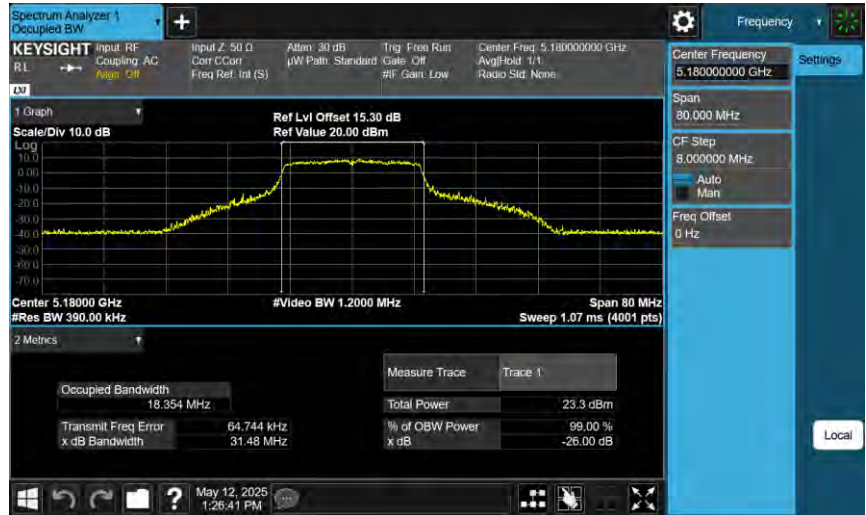 Spectrum Analyzer 1
Occupied BW
+
Frequency
KEYSIGHT
RL
LXI
Input: RF
Coupling: AC
Align: Off
Input Z: 50 Ω
Corr CCorr
Freq Ref: Int (S)
Atten: 30 dB
µW Path: Standard
Trig: Free Run
Gate: Off
#IF Gain: Low
Center Freq: 5.180000000 GHz
Avg|Hold: 1/1
Radio Std: None
Center Frequency
5.180000000 GHz
Settings
Span
80.000 MHz
CF Step
8.000000 MHz
Auto
Man
Freq Offset
0 Hz
1 Graph
Scale/Div 10.0 dB
Ref Lvl Offset 15.30 dB
Ref Value 20.00 dBm
Log
10.0
0.00
-10.0
-20.0
-30.0
-40.0
-50.0
-60.0
-70.0
Center 5.18000 GHz
#Video BW 1.2000 MHz
Span 80 MHz
#Res BW 390.00 kHz
Sweep 1.07 ms (4001 pts)
2 Metrics
Measure Trace
Trace 1
Occupied Bandwidth
18.354 MHz
Total Power
23.3 dBm
Transmit Freq Error
64.744 kHz
% of OBW Power
99.00 %
x dB Bandwidth
31.48 MHz
x dB
-26.00 dB
Local
?
May 12, 2025
1:26:41 PM